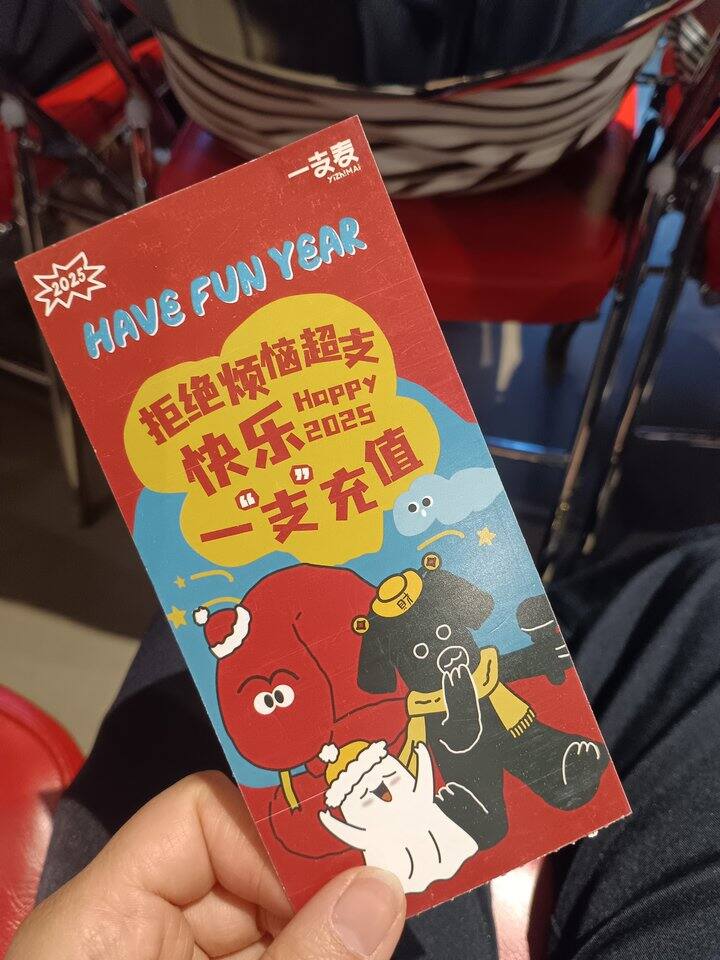 一支麦
YiZhiMAi
2025
HAVE FUN YEAR
拒绝烦恼超支
快乐 Happy 2025
“一支”充值
财